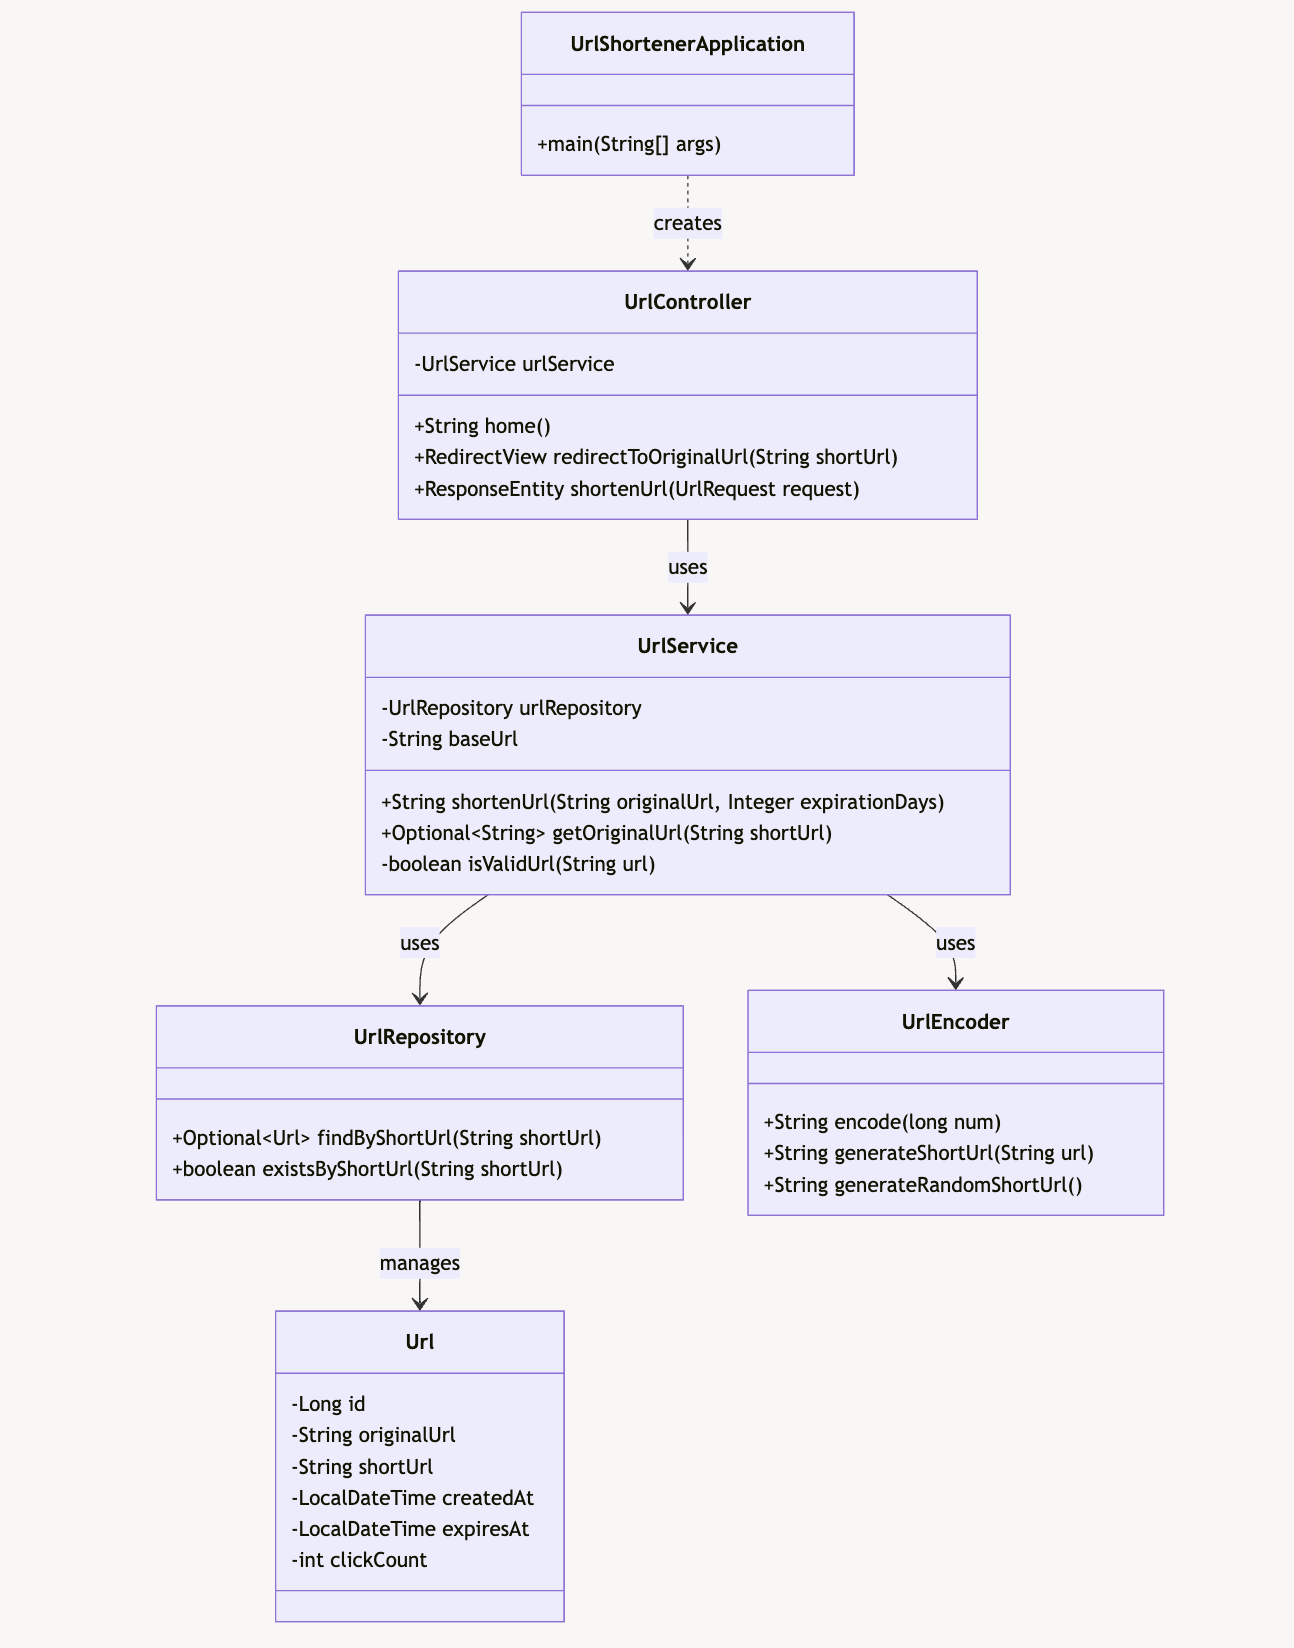 UrlShortenerApplication
+main(String[] args)
creates
UrlController
-UrlService urlService
+String home()
+RedirectView redirectToOriginalUrl(String shortUrl)
+ResponseEntity shortenUrl(UrlRequest request)
uses
UrlService
-UrlRepository urlRepository
-String baseUrl
+String shortenUrl(String originalUrl, Integer expirationDays)
+Optional<String> getOriginalUrl(String shortUrl)
-boolean isValidUrl(String url)
uses
uses
UrlRepository
+Optional<Url> findByShortUrl(String shortUrl)
+boolean existsByShortUrl(String shortUrl)
UrlEncoder
+String encode(long num)
+String generateShortUrl(String url)
+String generateRandomShortUrl()
manages
Url
-Long id
-String originalUrl
-String shortUrl
-LocalDateTime createdAt
-LocalDateTime expiresAt
-int clickCount